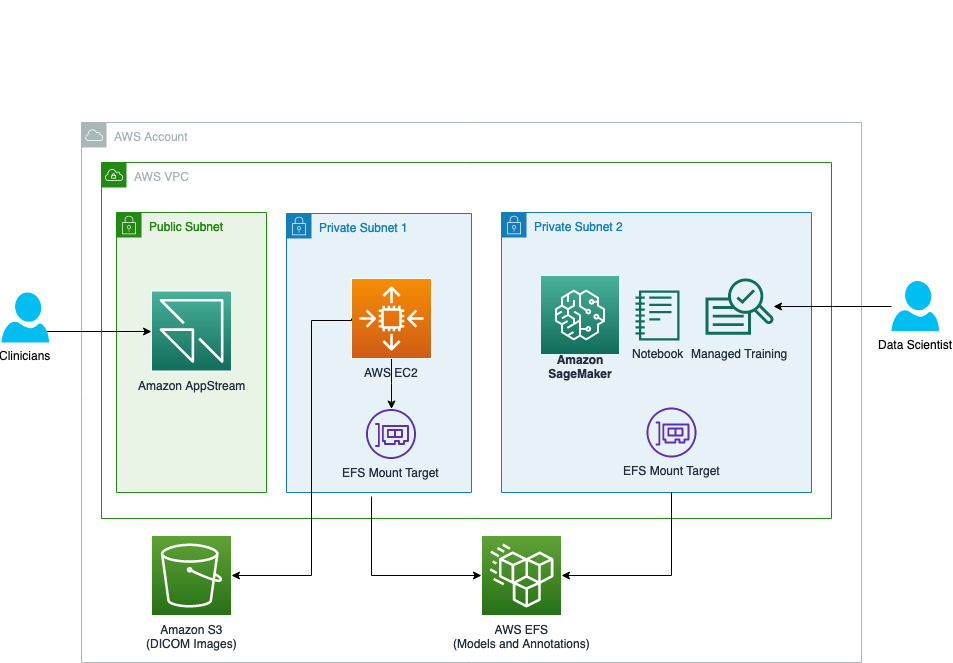 AWS Account
AWS VPC
Public Subnet
Private Subnet 1
Private Subnet 2
Clinicians
Amazon AppStream
AWS EC2
EFS Mount Target
Amazon
SageMaker
Notebook
Managed Training
EFS Mount Target
Data Scientist
Amazon S3
(DICOM Images)
AWS EFS
(Models and Annotations)